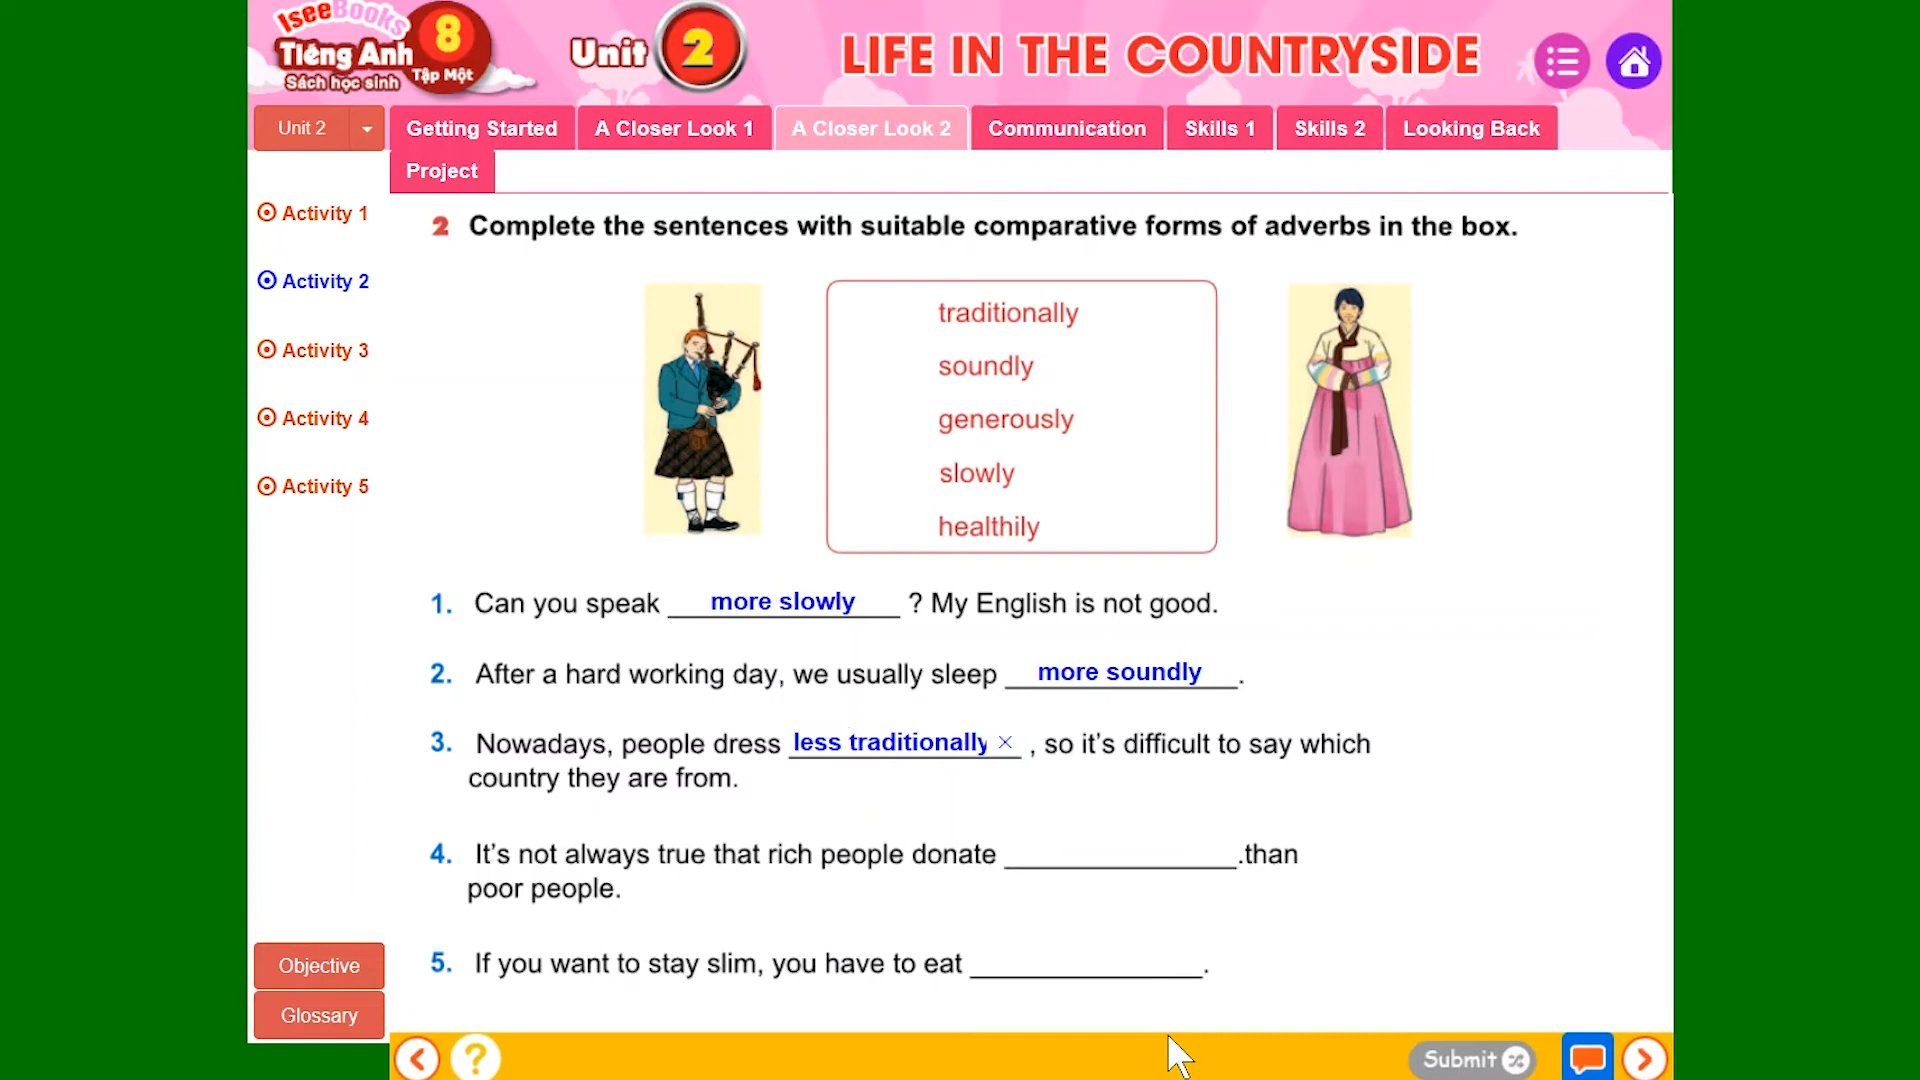 IseeBooks
Tiếng Anh 8
Tập Một
Sách học sinh
Unit 2
LIFE IN THE COUNTRYSIDE
Unit 2
Getting Started
A Closer Look 1
A Closer Look 2
Communication
Skills 1
Skills 2
Looking Back
Project
Activity 1
Activity 2
Activity 3
Activity 4
Activity 5
Objective
Glossary
2 Complete the sentences with suitable comparative forms of adverbs in the box.
traditionally
soundly
generously
slowly
healthily
1. Can you speak more slowly ? My English is not good.
2. After a hard working day, we usually sleep more soundly.
3. Nowadays, people dress less traditionally × , so it's difficult to say which
country they are from.
4. It's not always true that rich people donate ________________.than
poor people.
5. If you want to stay slim, you have to eat ________________.
?
Submit